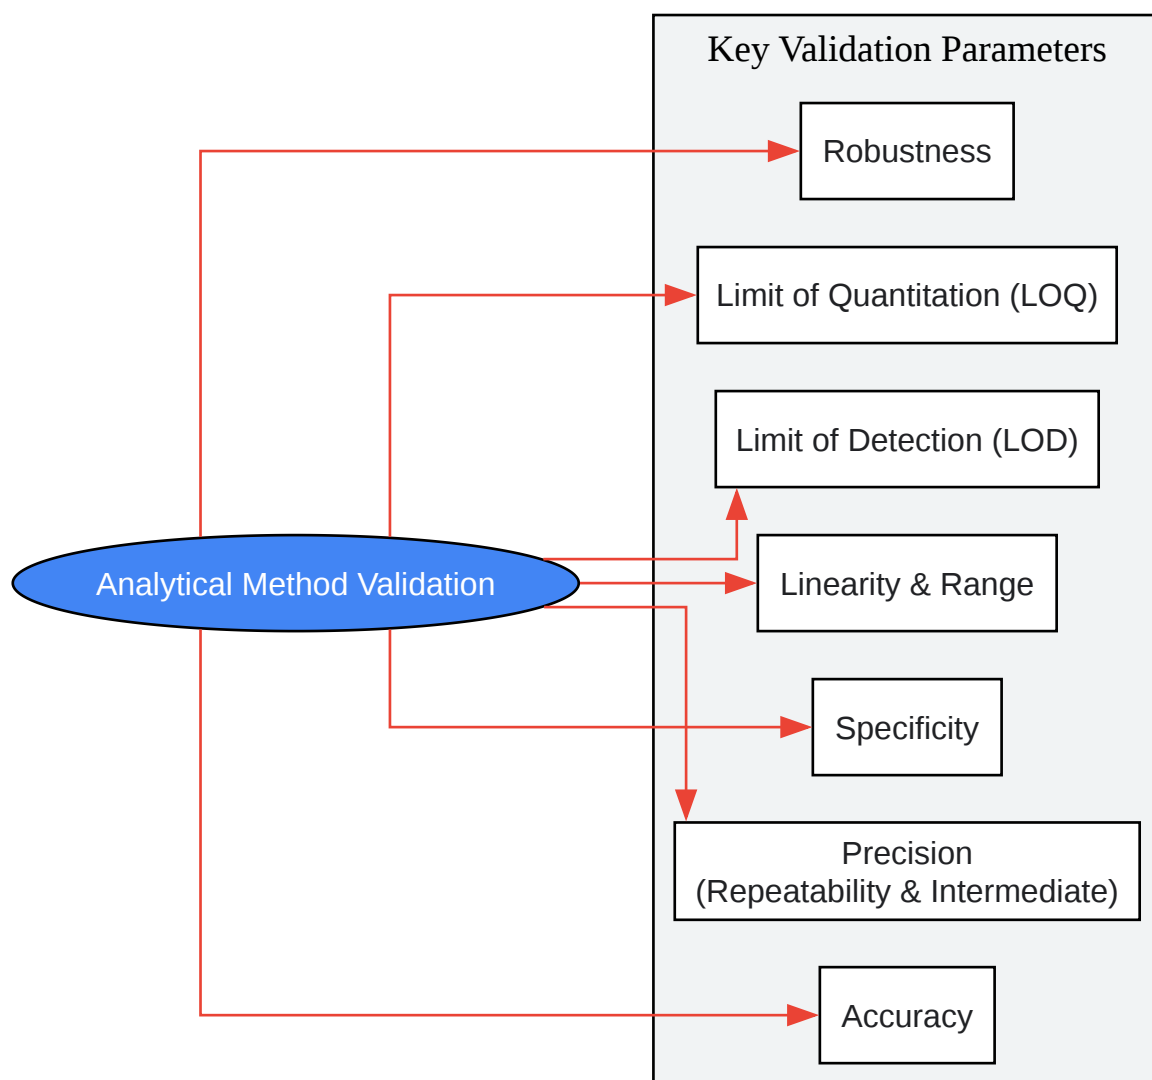 Key Validation Parameters
Robustness
Limit of Quantitation (LOQ)
Limit of Detection (LOD)
Analytical Method Validation
Linearity & Range
Specificity
Precision
(Repeatability & Intermediate)
Accuracy